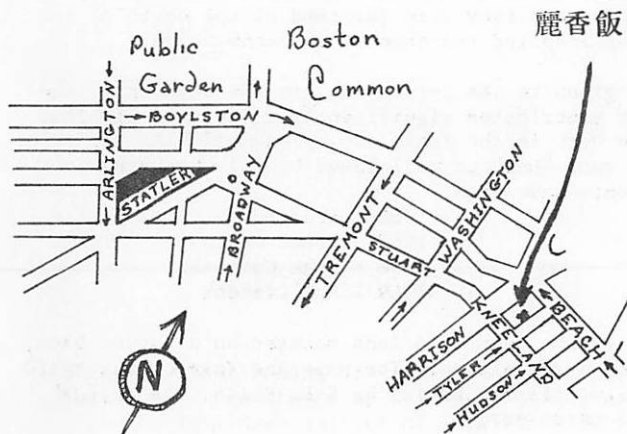 麗香飯
Public
Garden
Boston
Common
BOYLSTON
ARLINGTON
STATLER
BROADWAY
TREMONT
STUART
WASHINGTON
KNEELAND
BEACH
HARRISON
TYLER
HUDSON
N